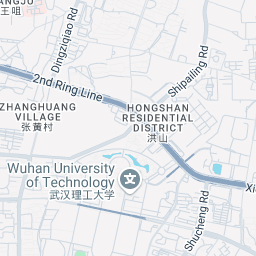 ANGJU
王咀
Dingziqiao Rd
2nd Ring Line
Shipailing Rd
ZHANGHUANG
VILLAGE
张黄村
HONGSHAN
RESIDENTIAL
DISTRICT
洪山
Wuhan University
of Technology
武汉理工大学
文
Xi
Shucheng Rd